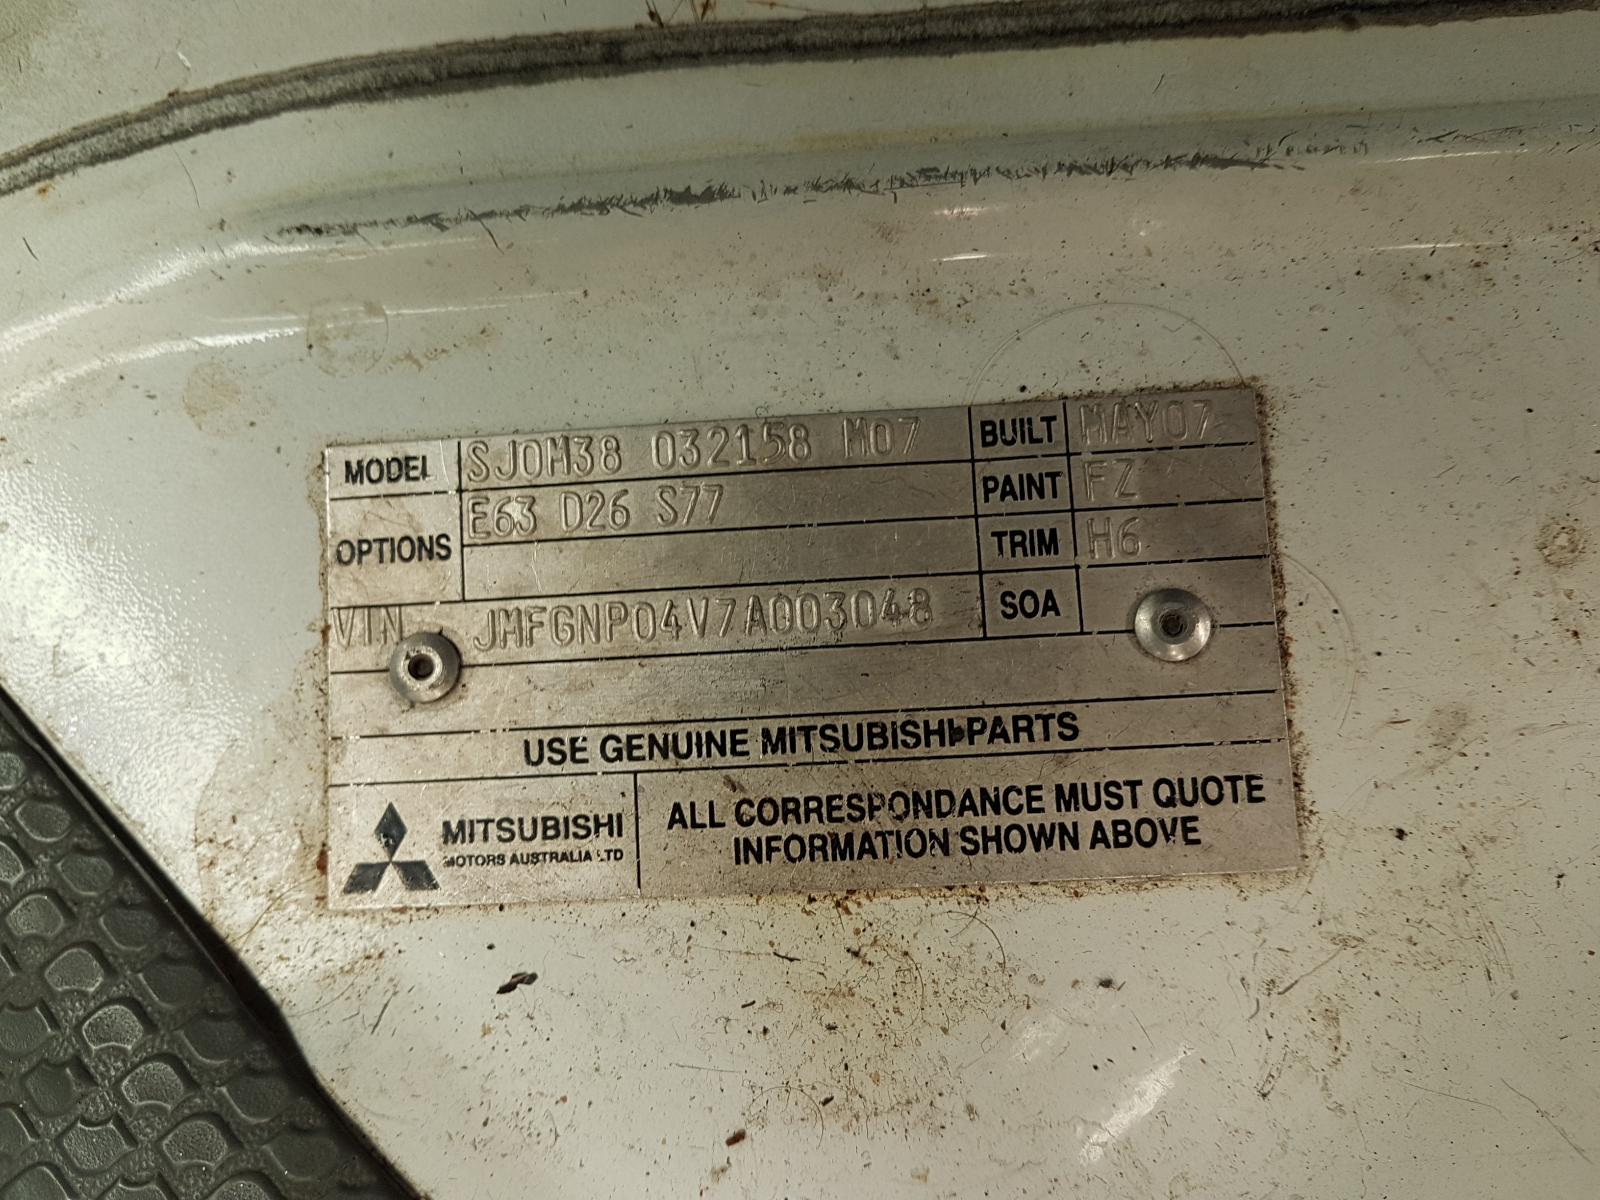 MODEL SJ0M38 032158 M07 BUILT MAY07
OPTIONS E63 D26 S77 PAINT FZ
TRIM H6
VIN JMFGNP04V7A003048 SOA
USE GENUINE MITSUBISHI PARTS
MITSUBISHI
MOTORS AUSTRALIA LTD
ALL CORRESPONDANCE MUST QUOTE
INFORMATION SHOWN ABOVE